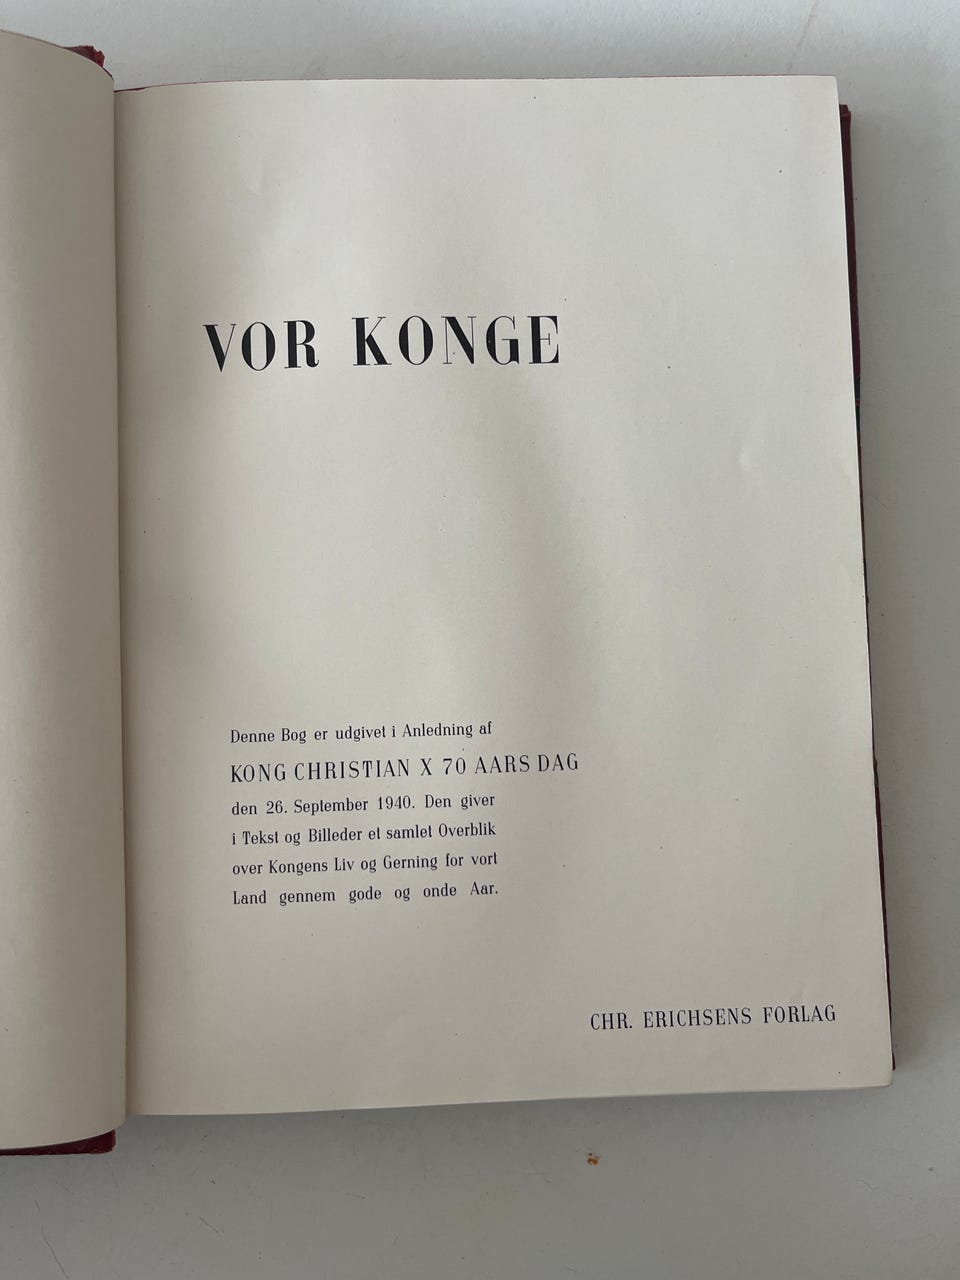 VOR KONGE
Denne Bog er udgivet i Anledning af
KONG CHRISTIAN X 70 AARS DAG
den 26. September 1940. Den giver
i Tekst og Billeder et samlet Overblik
over Kongens Liv og Gerning for vort
Land gennem gode og onde Aar.
CHR. ERICHSENS FORLAG